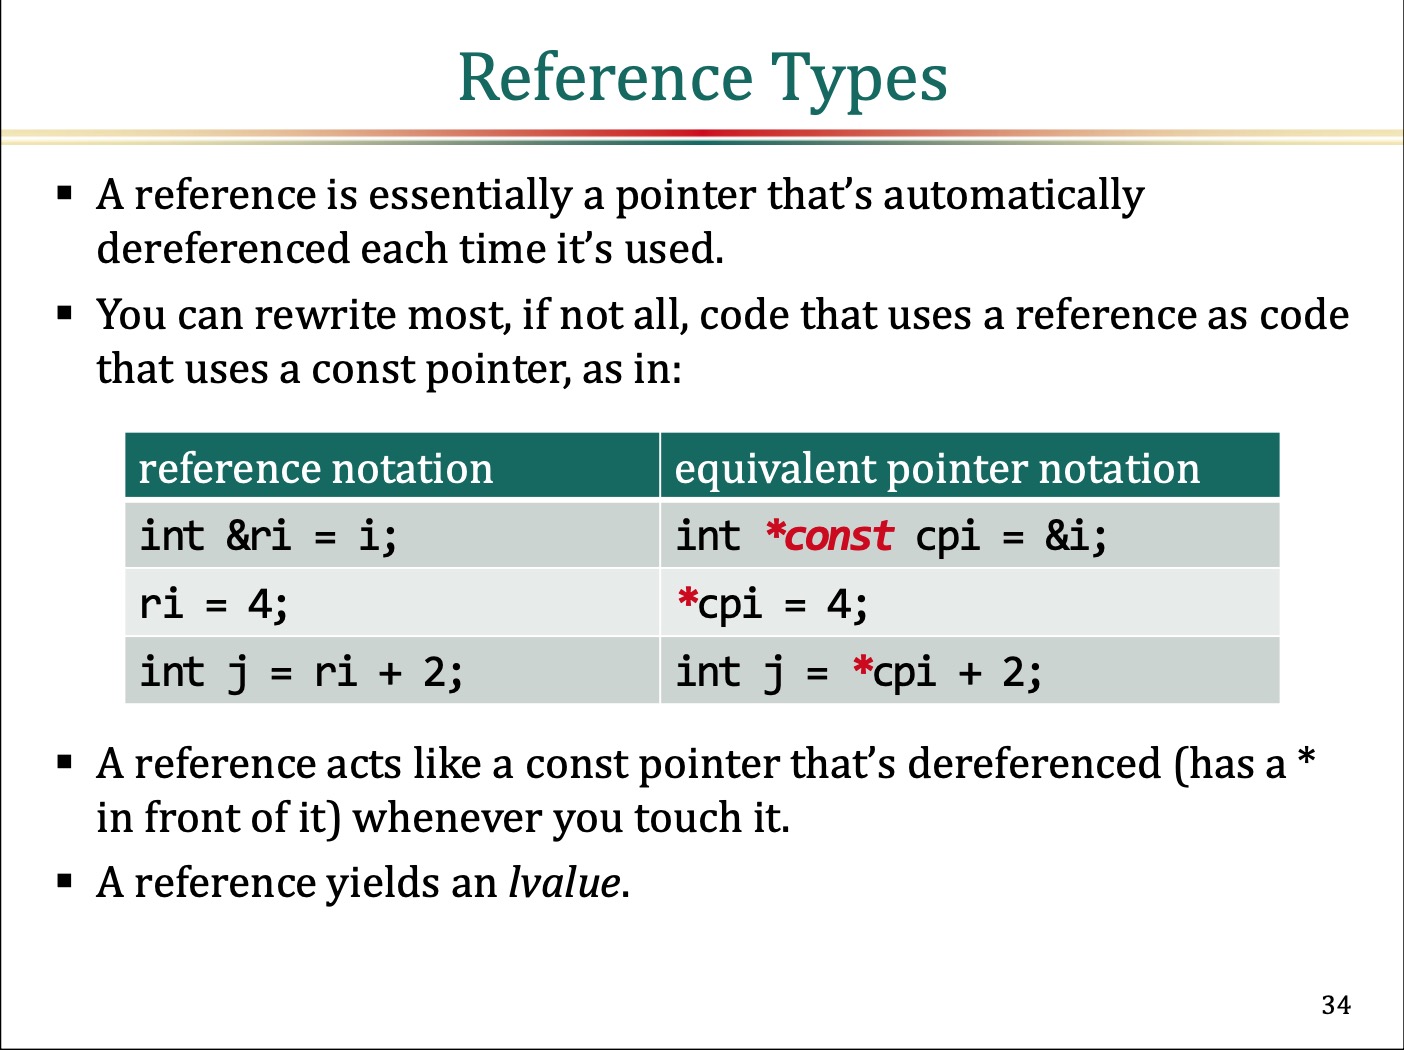 Reference Types
▪ A reference is essentially a pointer that’s automatically
dereferenced each time it’s used.
▪ You can rewrite most, if not all, code that uses a reference as code
that uses a const pointer, as in:
reference notation equivalent pointer notation
int &ri = i; int *const cpi = &i;
ri = 4; *cpi = 4;
int j = ri + 2; int j = *cpi + 2;
▪ A reference acts like a const pointer that’s dereferenced (has a *
in front of it) whenever you touch it.
▪ A reference yields an lvalue.
34